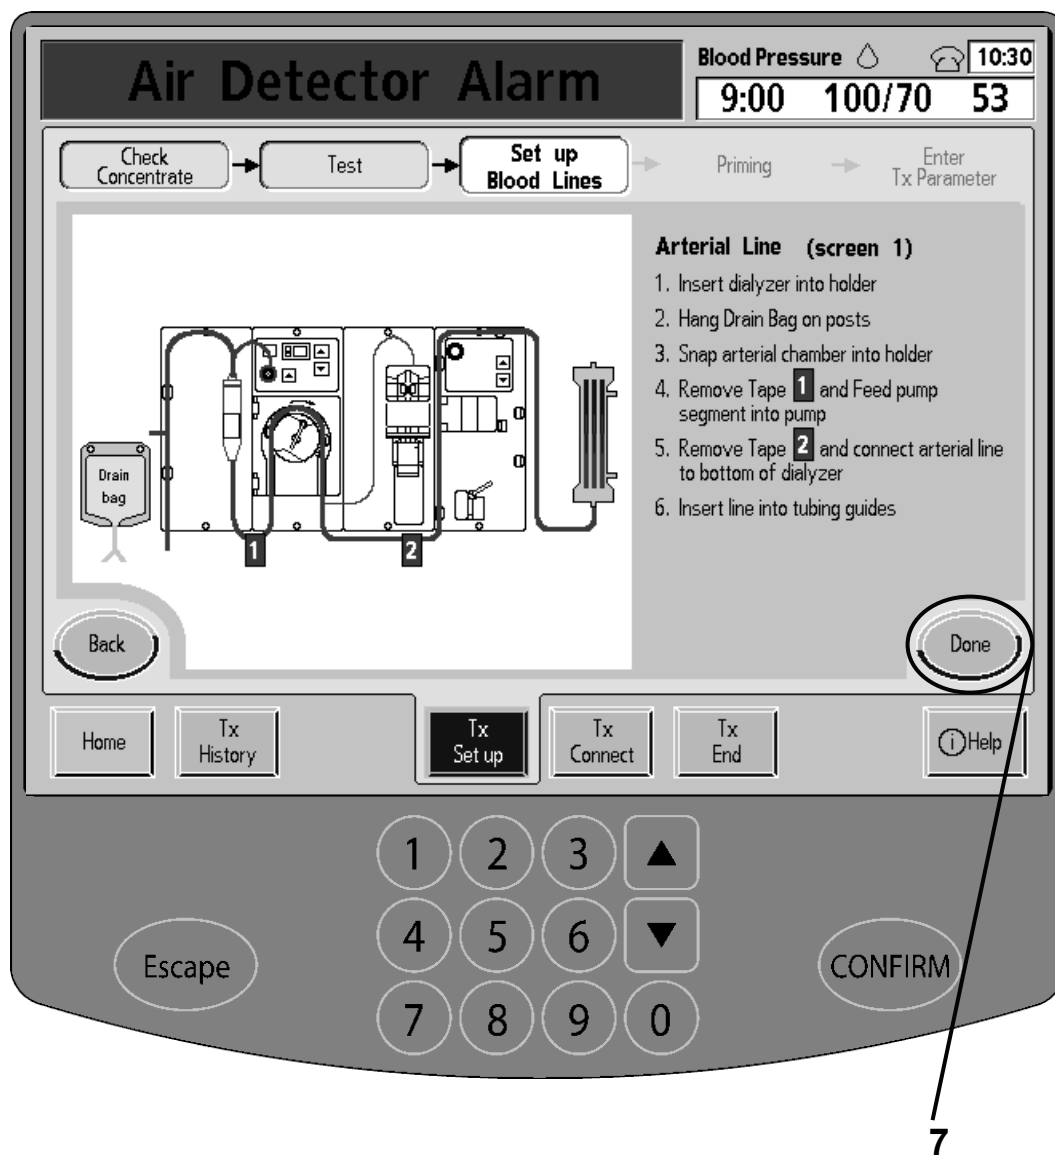 Air Detector Alarm
Blood Pressure
10:30
9:00 100/70 53
Check
Concentrate
Test
Set up
Blood Lines
Priming
Enter
Tx Parameter
Arterial Line (screen 1)
1. Insert dialyzer into holder
2. Hang Drain Bag on posts
3. Snap arterial chamber into holder
4. Remove Tape 1 and Feed pump
segment into pump
5. Remove Tape 2 and connect arterial line
to bottom of dialyzer
6. Insert line into tubing guides
Drain
bag
1
2
Back
Done
Home
Tx
History
Tx
Set up
Tx
Connect
Tx
End
i Help
1 2 3
4 5 6
7 8 9 0
Escape
CONFIRM
7